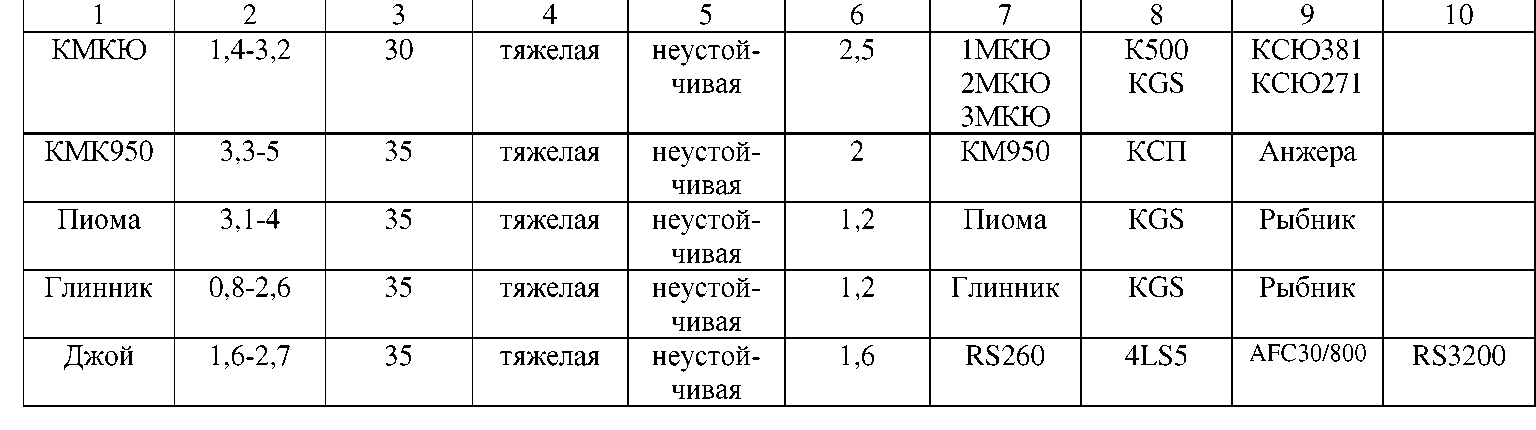 1 2 3 4 5 6 7 8 9 10
КМКЮ 1,4-3,2 30 тяжелая неустой- 2,5 1МКЮ К500 КСЮ381
чивая 2МКЮ KGS КСЮ271
3МКЮ
КМК950 3,3-5 35 тяжелая неустой- 2 КМ950 КСП Анжера
чивая
Пиома 3,1-4 35 тяжелая неустой- 1,2 Пиома KGS Рыбник
чивая
Глинник 0,8-2,6 35 тяжелая неустой- 1,2 Глинник KGS Рыбник
чивая
Джой 1,6-2,7 35 тяжелая неустой- 1,6 RS260 4LS5 AFC30/800 RS3200
чивая